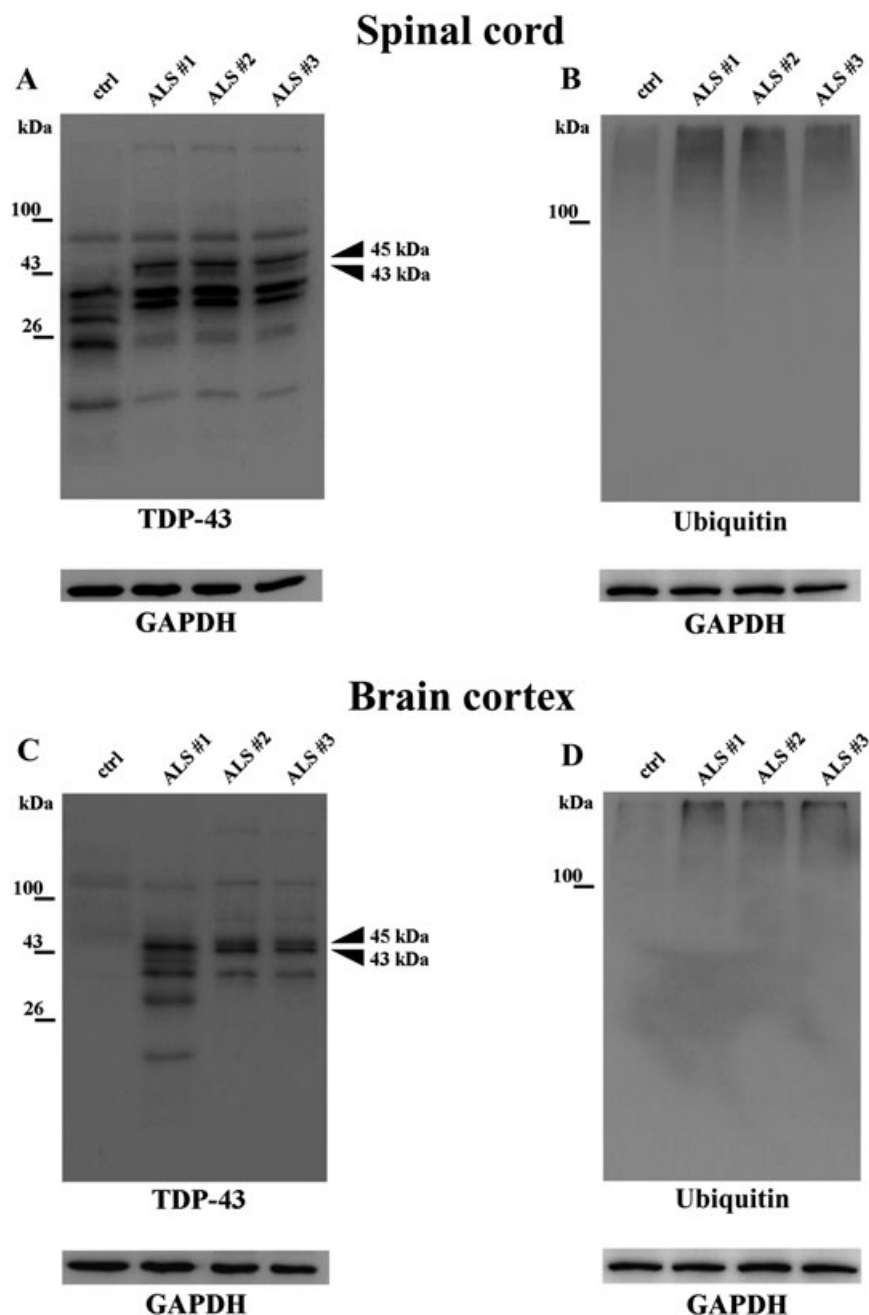 Spinal cord
A
ctrl
ALS #1
ALS #2
ALS #3
kDa
100
43
26
45 kDa
43 kDa
TDP-43
GAPDH
B
ctrl
ALS #1
ALS #2
ALS #3
kDa
100
Ubiquitin
GAPDH
Brain cortex
C
ctrl
ALS #1
ALS #2
ALS #3
kDa
100
43
26
45 kDa
43 kDa
TDP-43
GAPDH
D
ctrl
ALS #1
ALS #2
ALS #3
kDa
100
Ubiquitin
GAPDH